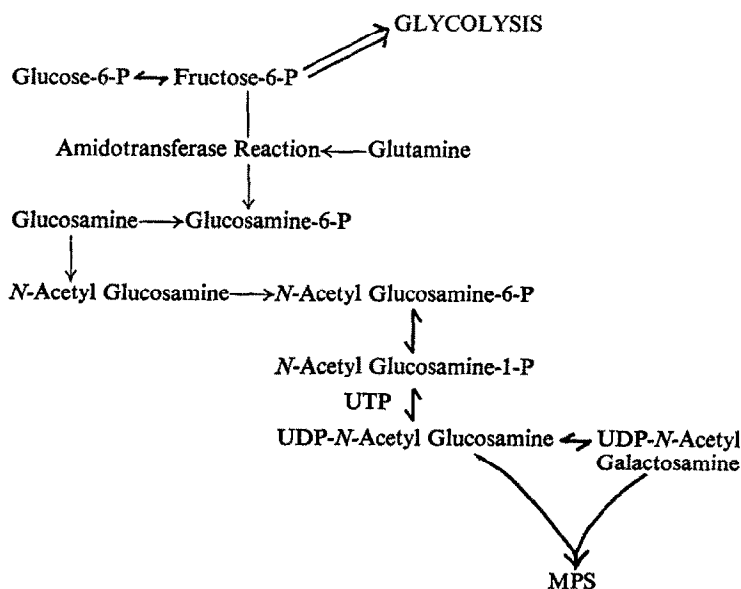 GLYCOLYSIS
Glucose-6-P Fructose-6-P
Amidotransferase Reaction Glutamine
Glucosamine Glucosamine-6-P
N-Acetyl Glucosamine N-Acetyl Glucosamine-6-P
N-Acetyl Glucosamine-1-P
UTP
UDP-N-Acetyl Glucosamine UDP-N-Acetyl
Galactosamine
MPS